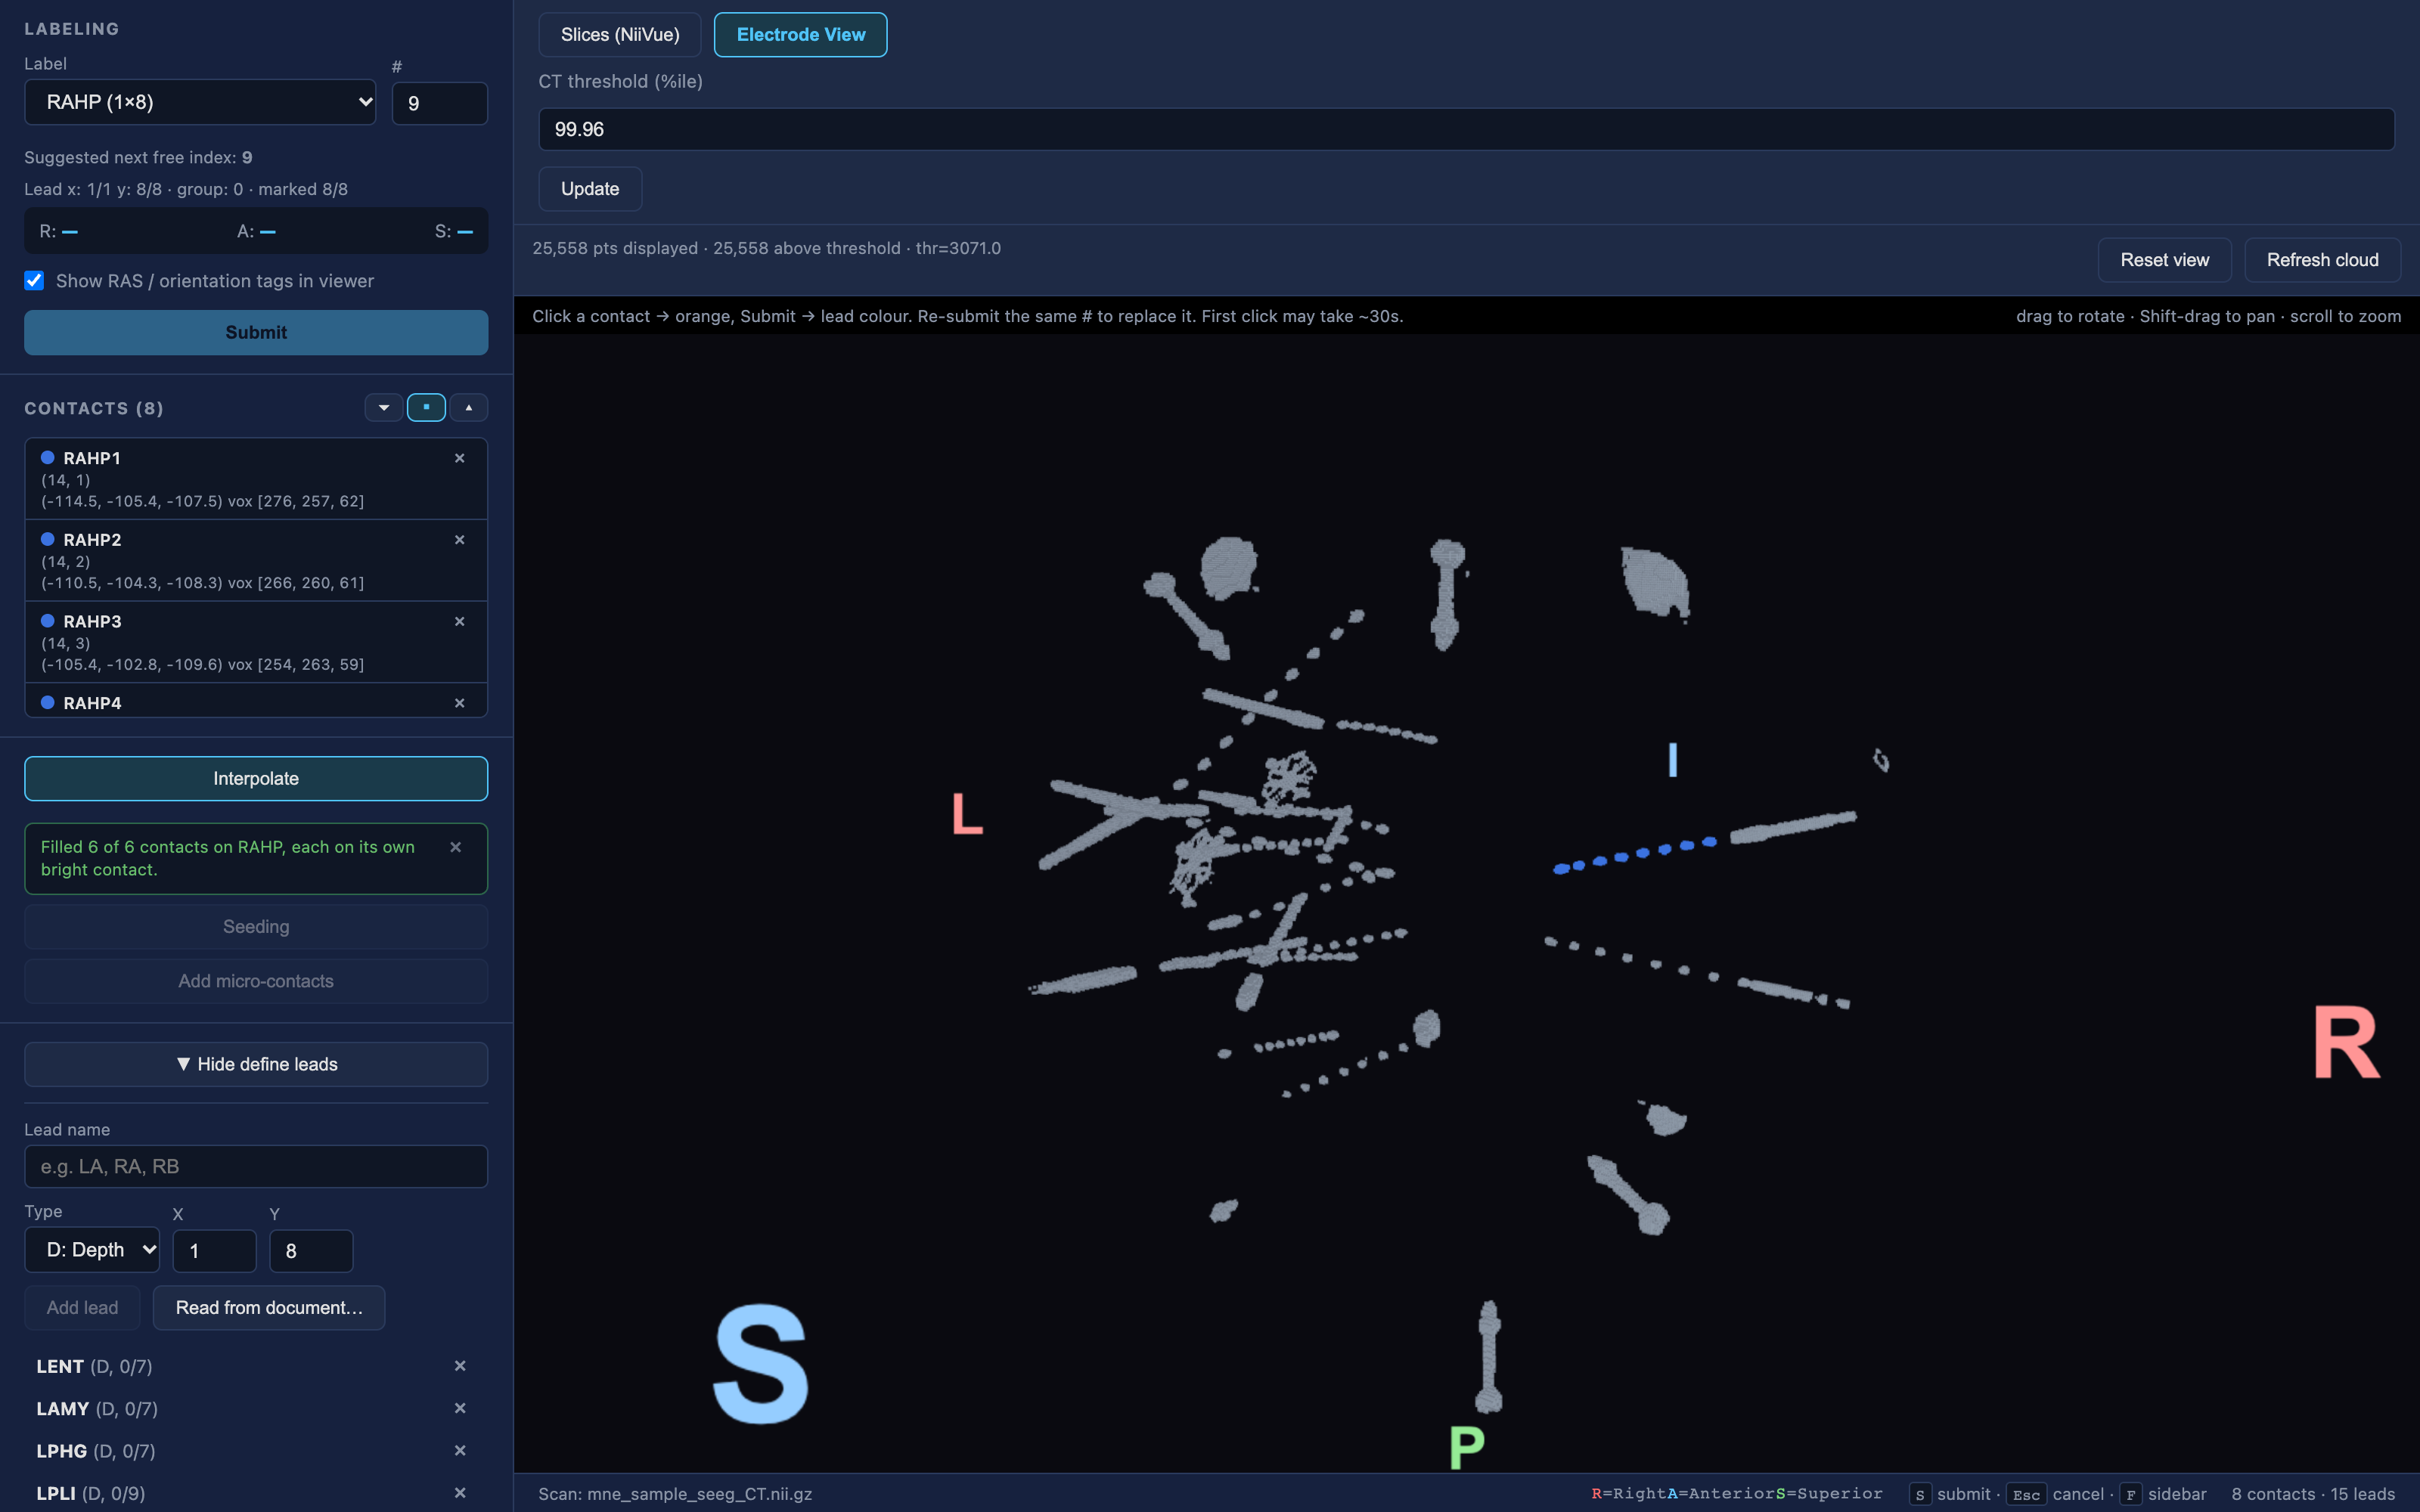 LABELING
Label
#
RAHP (1×8)
9
Suggested next free index: 9
Lead x: 1/1 y: 8/8 · group: 0 · marked 8/8
R: — A: — S: —
Show RAS / orientation tags in viewer
Submit
CONTACTS (8)
RAHP1
(14, 1)
(-114.5, -105.4, -107.5) vox [276, 257, 62]
RAHP2
(14, 2)
(-110.5, -104.3, -108.3) vox [266, 260, 61]
RAHP3
(14, 3)
(-105.4, -102.8, -109.6) vox [254, 263, 59]
RAHP4
Interpolate
Filled 6 of 6 contacts on RAHP, each on its own
bright contact.
Seeding
Add micro-contacts
▼ Hide define leads
Lead name
e.g. LA, RA, RB
Type X Y
D: Depth 1 8
Add lead Read from document…
LENT (D, 0/7)
LAMY (D, 0/7)
LPHG (D, 0/7)
LPLI (D, 0/9)
Slices (NiiVue) Electrode View
CT threshold (%ile)
99.96
Update
25,558 pts displayed · 25,558 above threshold · thr=3071.0
Reset view Refresh cloud
Click a contact → orange, Submit → lead colour. Re-submit the same # to replace it. First click may take ~30s.
drag to rotate · Shift-drag to pan · scroll to zoom
I
L
R
S
P
Scan: mne_sample_seeg_CT.nii.gz
R=RightA=AnteriorS=Superior
S submit · Esc cancel · F sidebar
8 contacts · 15 leads